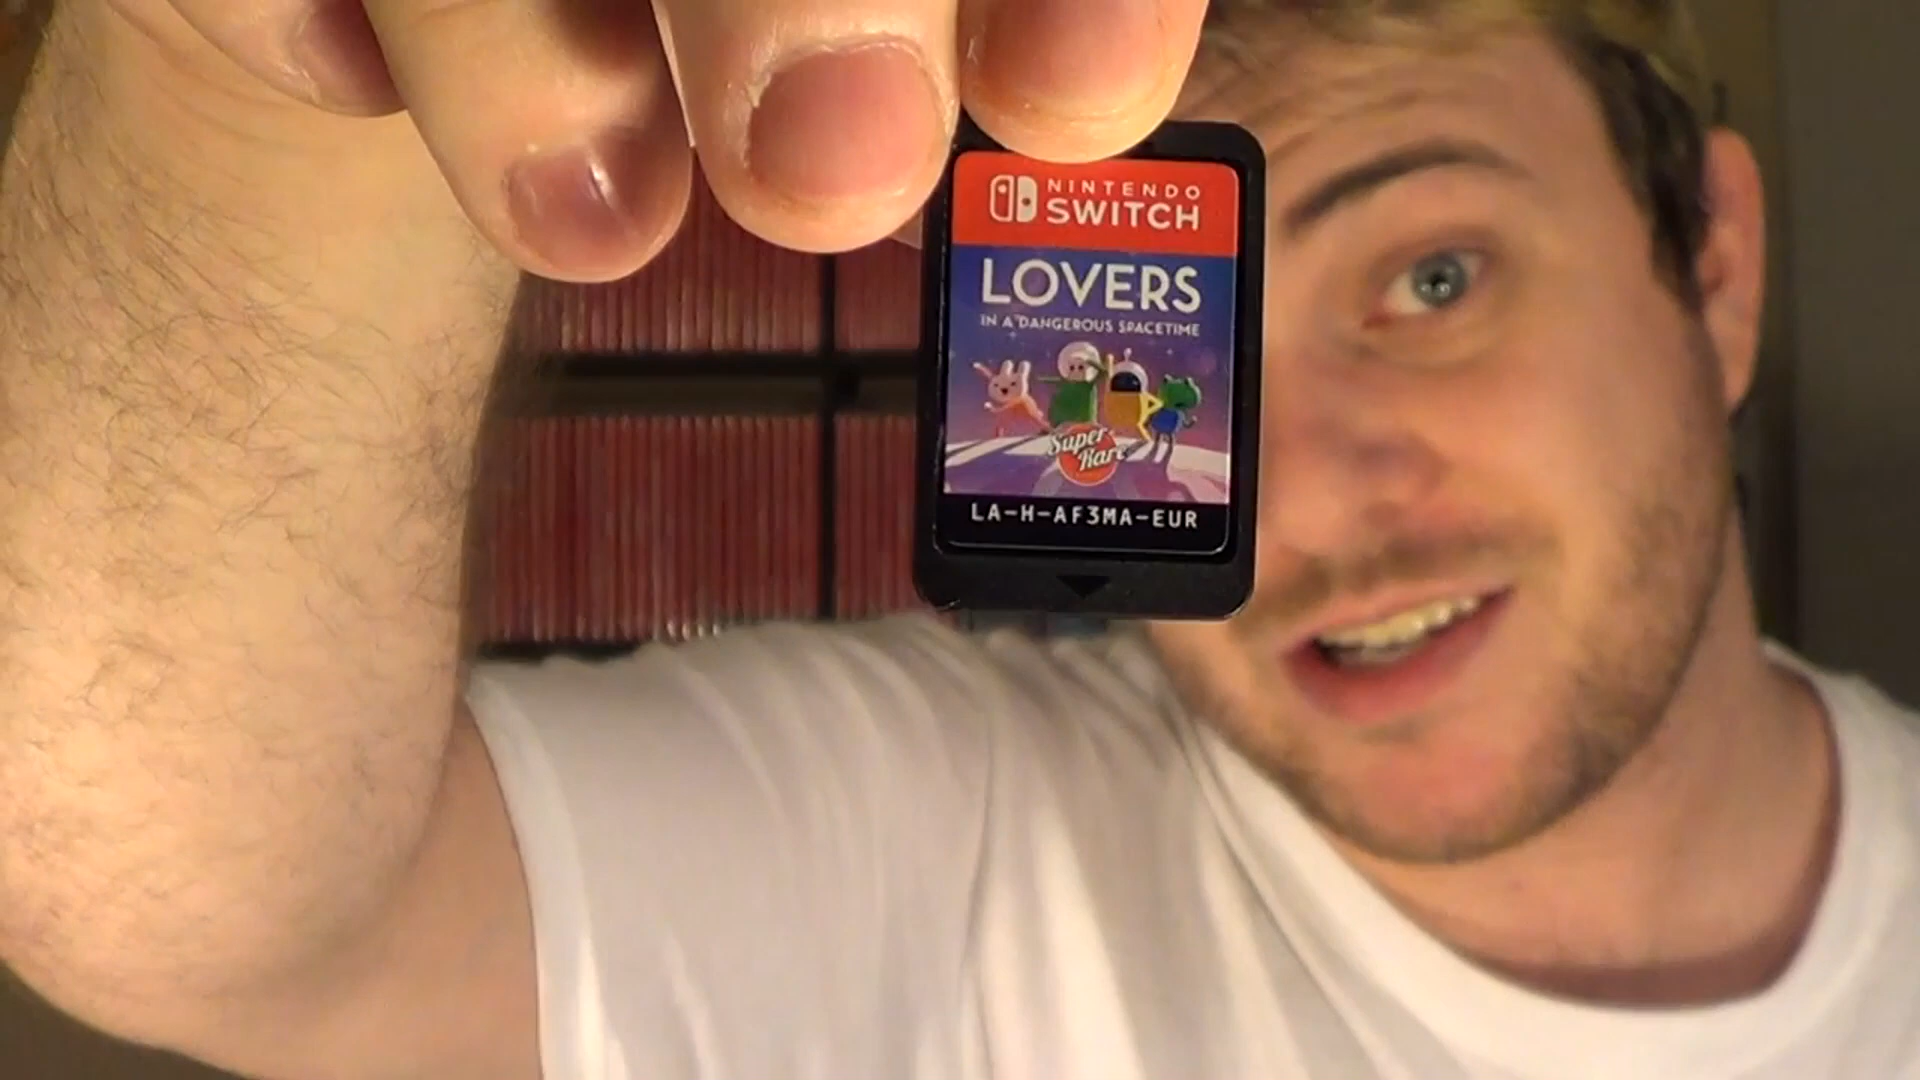 NINTENDO
SWITCH
LOVERS
IN A DANGEROUS SPACETIME
Super
Rare
LA-H-AF3MA-EUR